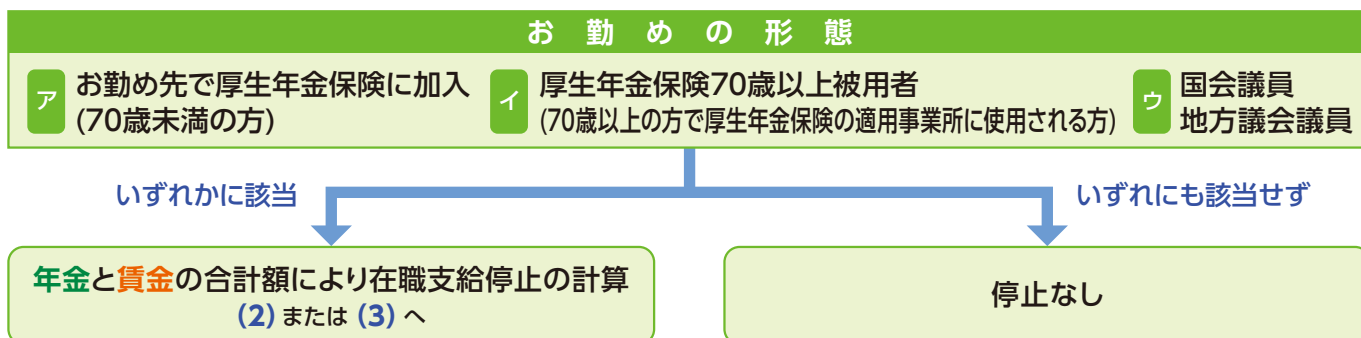 お勤めの形態
ア お勤め先で厚生年金保険に加入
(70歳未満の方)
イ 厚生年金保険70歳以上被用者
(70歳以上の方で厚生年金保険の適用事業所に使用される方)
ウ 国会議員
地方議会議員
いずれかに該当
いずれにも該当せず
年金と賃金の合計額により在職支給停止の計算
(2) または (3) へ
停止なし